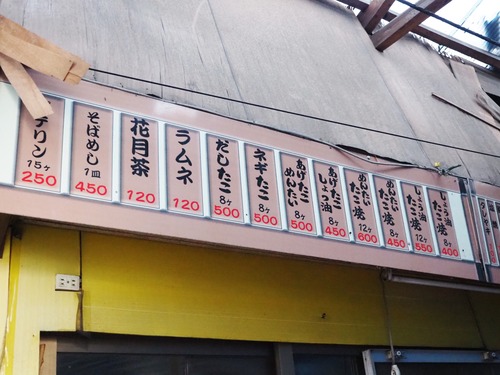 しょう油
たこ焼
8ヶ
400
しょう油
たこ焼
12ヶ
550
めんたい
たこ焼
8ヶ
450
めんたい
たこ焼
12ヶ
600
あげたこ
しょう油
8ヶ
450
あげたこ
めんたい
8ヶ
500
ネギたこ
8ヶ
500
だしたこ
8ヶ
500
ラムネ
120
花目茶
120
そばめし
1皿
450
リン
15ヶ
250